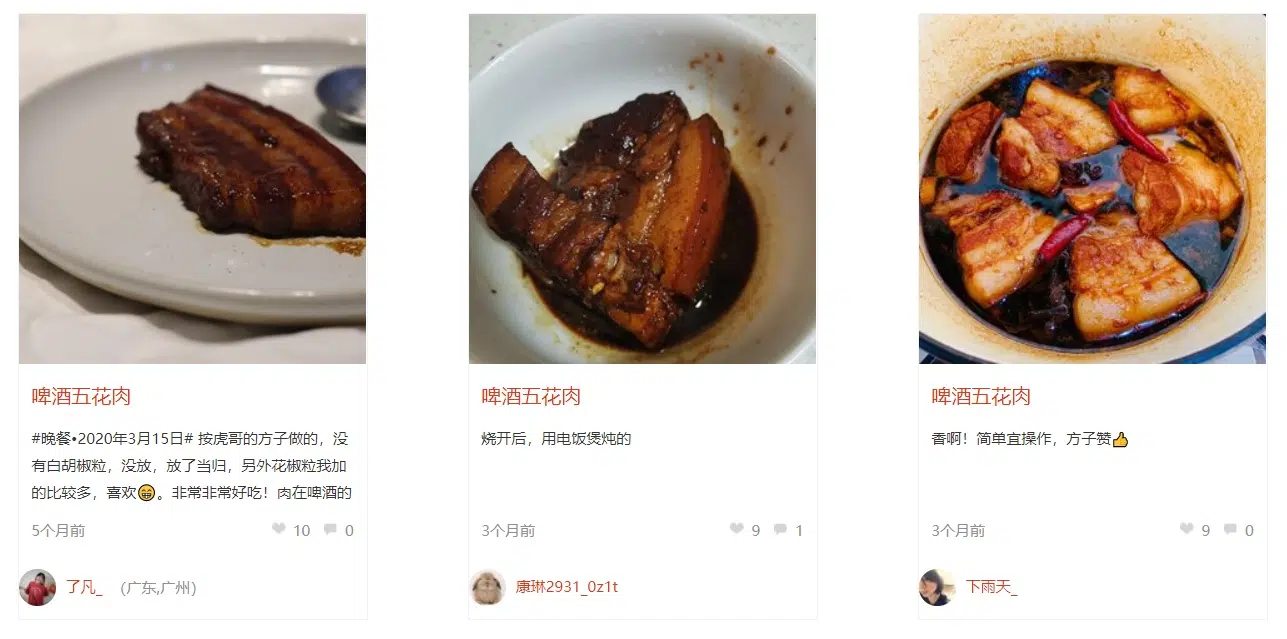 啤酒五花肉
#晚餐•2020年3月15日# 按虎哥的方子做的，没
有白胡椒粒，没放，放了当归，另外花椒粒我加
的比较多，喜欢😁。非常非常好吃！肉在啤酒的
5个月前 10 0
了凡_ (广东,广州)
啤酒五花肉
烧开后，用电饭煲炖的
3个月前 9 1
康琳2931_0z1t
啤酒五花肉
香啊！简单宜操作，方子赞👍
3个月前 9 0
下雨天_